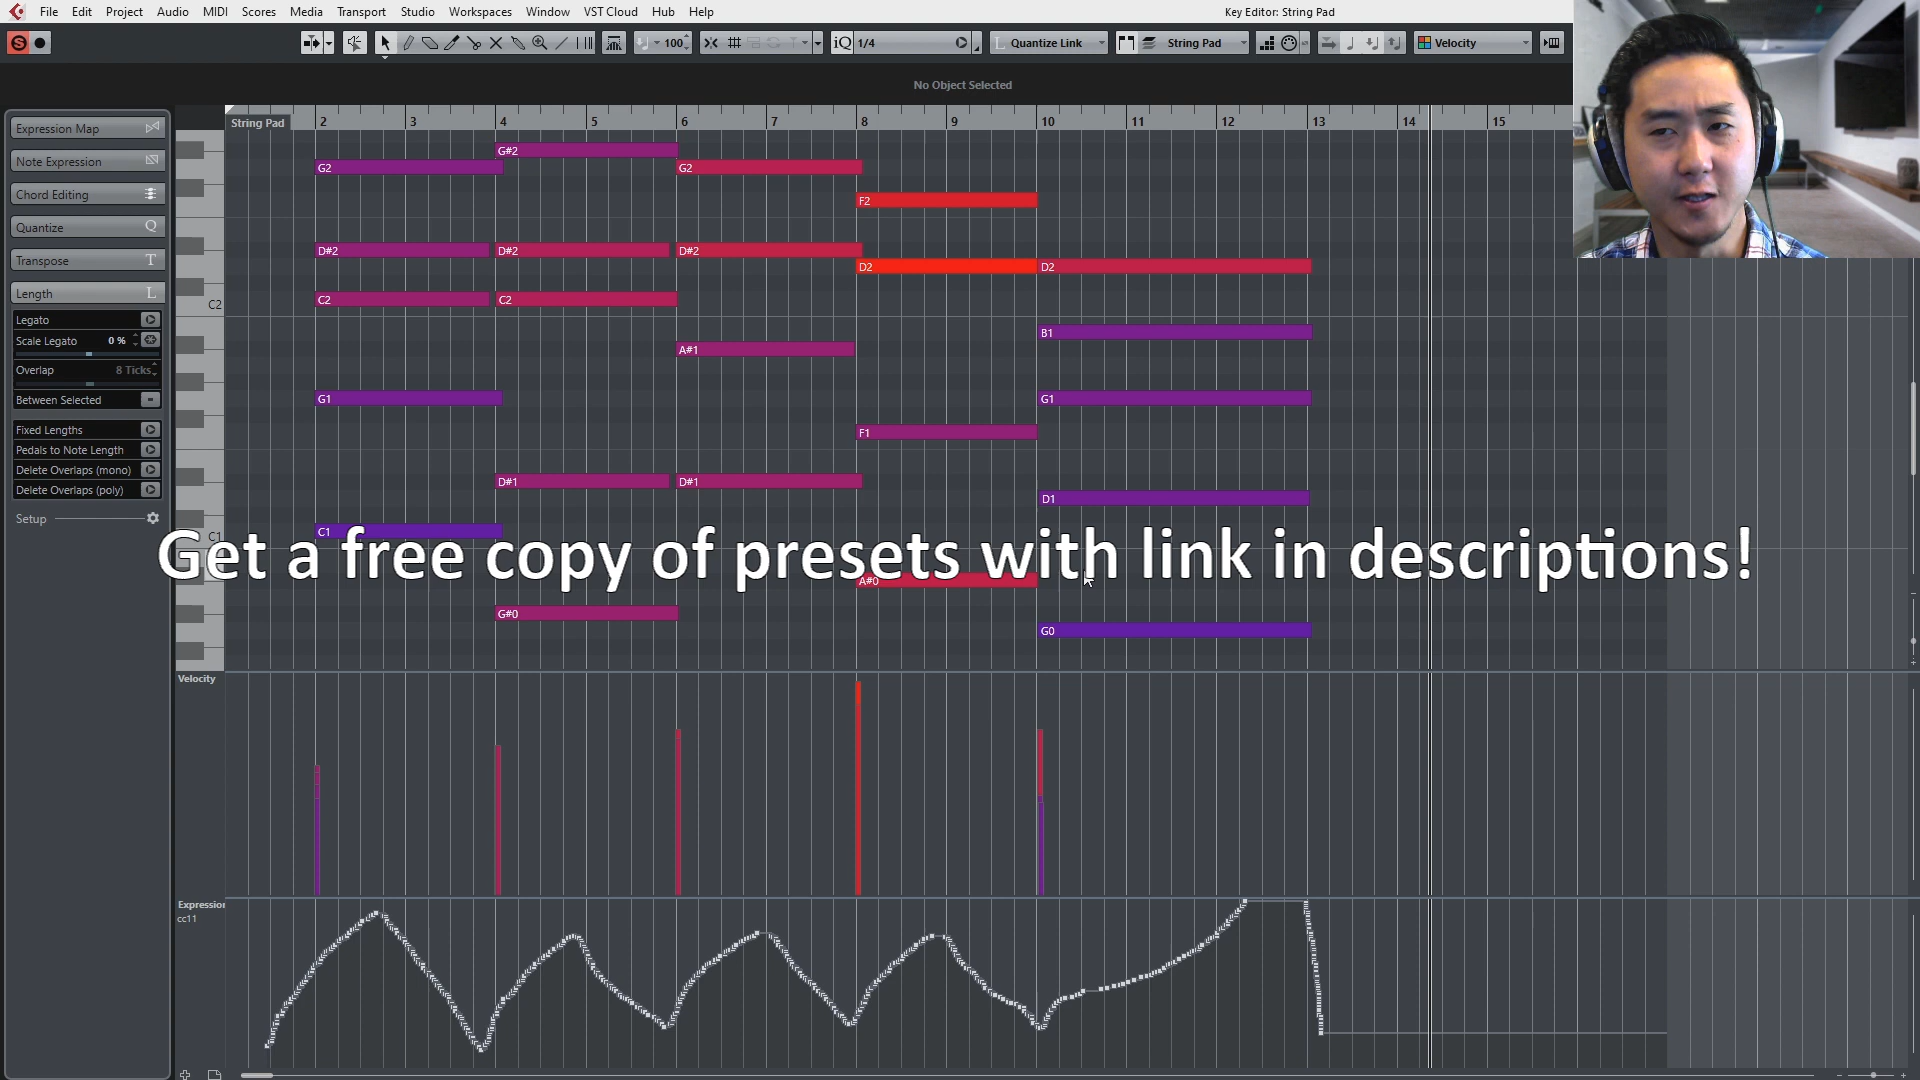 File Edit Project Audio MIDI Scores Media Transport Studio Workspaces Window VST Cloud Hub Help Key Editor: String Pad
S 100 iQ 1/4 L Quantize Link String Pad Velocity
No Object Selected
String Pad 2 3 4 5 6 7 8 9 10 11 12 13 14 15
Expression Map
Note Expression
Chord Editing
Quantize Q
Transpose T
Length L
Legato
Scale Legato 0 %
Overlap 8 Ticks
Between Selected
Fixed Lengths
Pedals to Note Length
Delete Overlaps (mono)
Delete Overlaps (poly)
Setup
G#2
G2 G2
F2
D#2 D#2 D#2
D2 D2
C2 C2 C2
B1
A#1
G1 G1
F1
D#1 D#1
D1
C1 C1
Get a free copy of presets with link in descriptions!
A#0
G#0
G0
Velocity
Expression
cc11